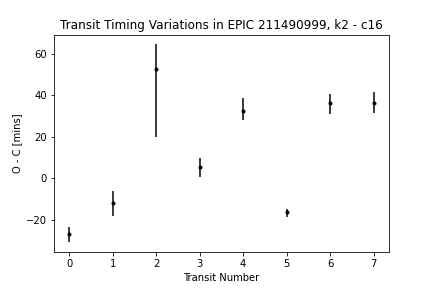 Transit Timing Variations in EPIC 211490999, k2 - c16
O - C [mins]
60
40
20
0
−20
0 1 2 3 4 5 6 7
Transit Number